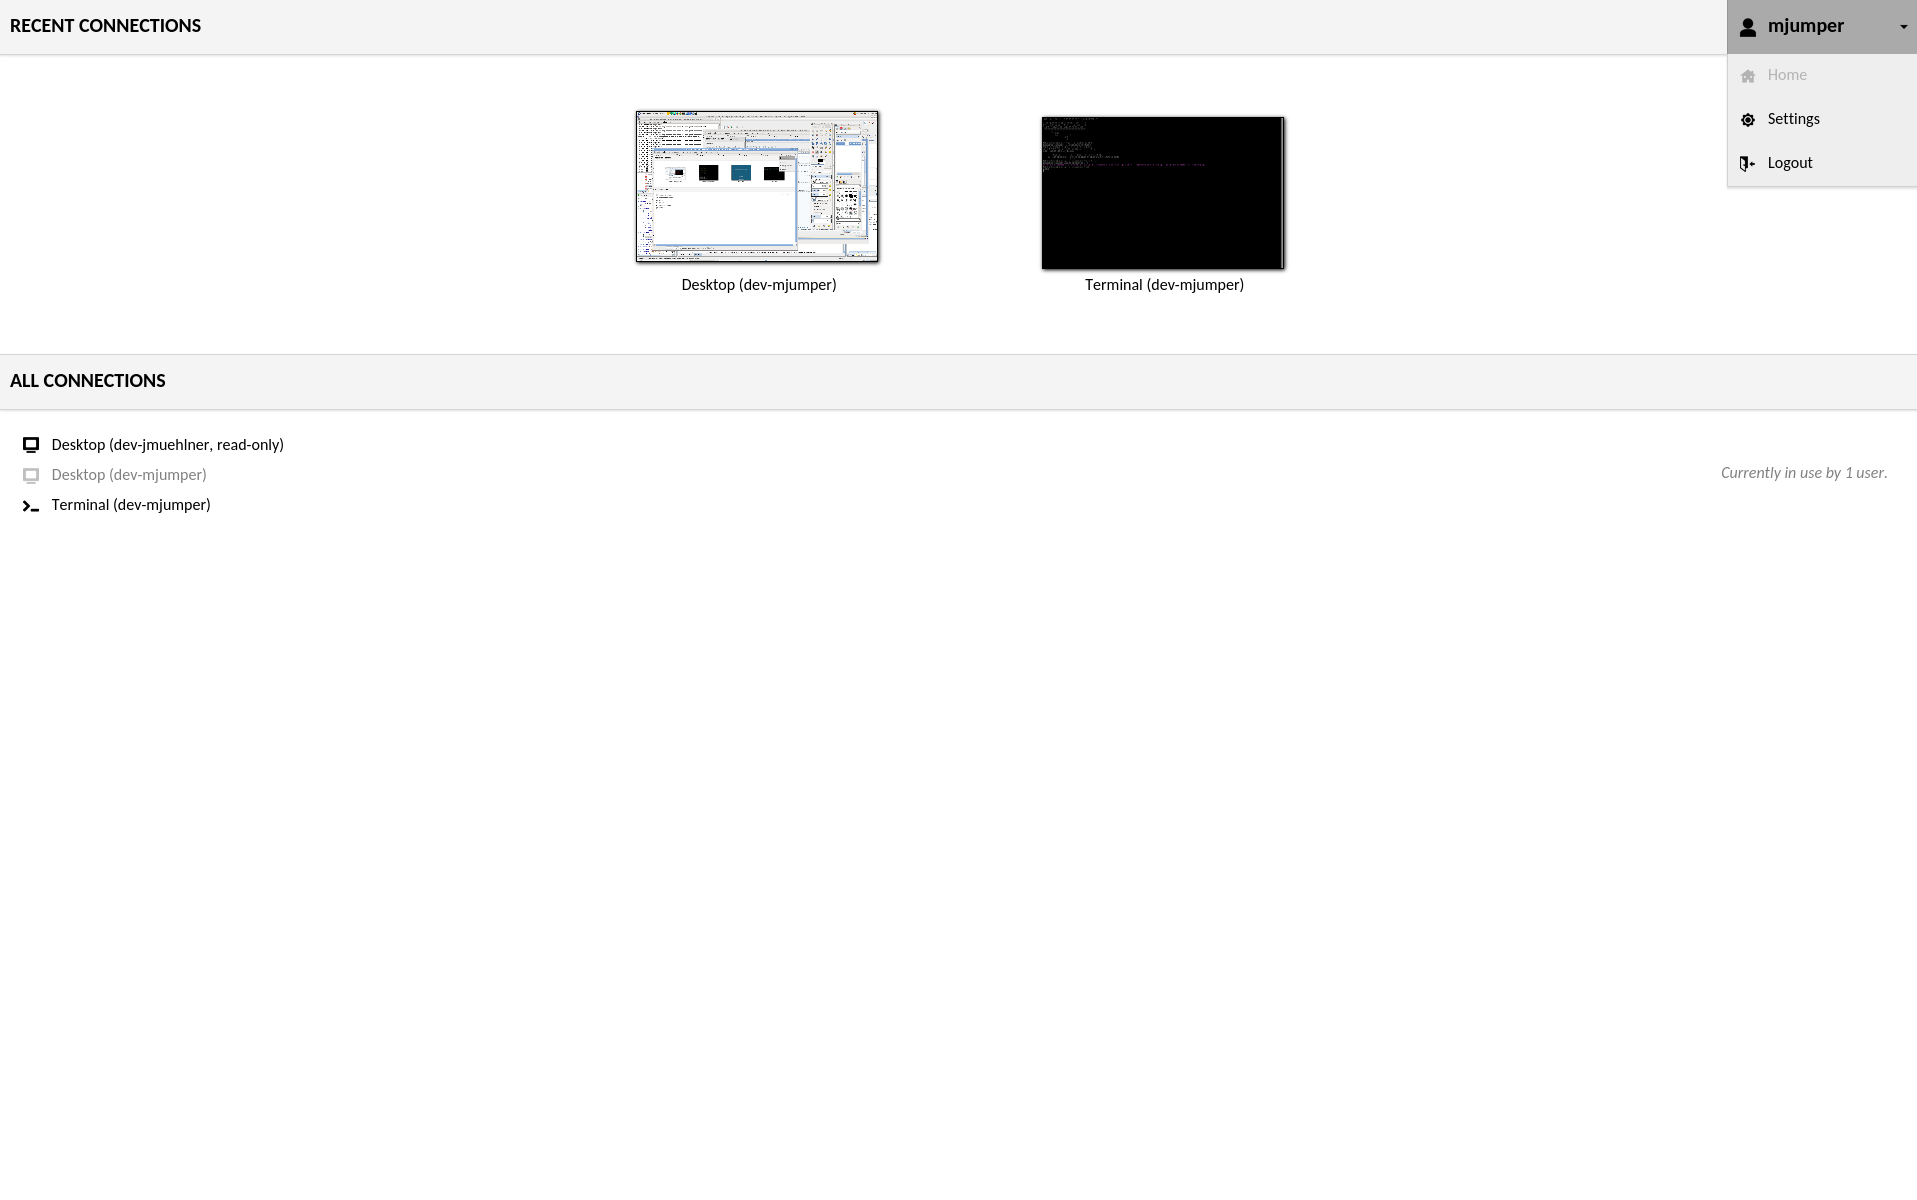 RECENT CONNECTIONS
mjumper
Home
Settings
Logout
Desktop (dev-mjumper)
Terminal (dev-mjumper)
ALL CONNECTIONS
Desktop (dev-jmuehlner, read-only)
Desktop (dev-mjumper)
Currently in use by 1 user.
Terminal (dev-mjumper)